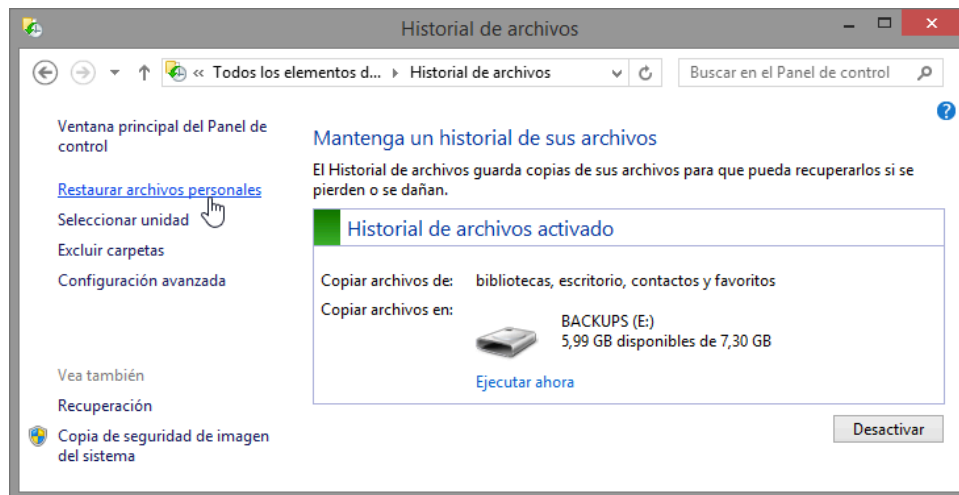 Historial de archivos
« Todos los elementos d... Historial de archivos
Buscar en el Panel de control
Ventana principal del Panel de
control
Restaurar archivos personales
Seleccionar unidad
Excluir carpetas
Configuración avanzada
Vea también
Recuperación
Copia de seguridad de imagen
del sistema
Mantenga un historial de sus archivos
El Historial de archivos guarda copias de sus archivos para que pueda recuperarlos si se
pierden o se dañan.
Historial de archivos activado
Copiar archivos de: bibliotecas, escritorio, contactos y favoritos
Copiar archivos en:
BACKUPS (E:)
5,99 GB disponibles de 7,30 GB
Ejecutar ahora
Desactivar